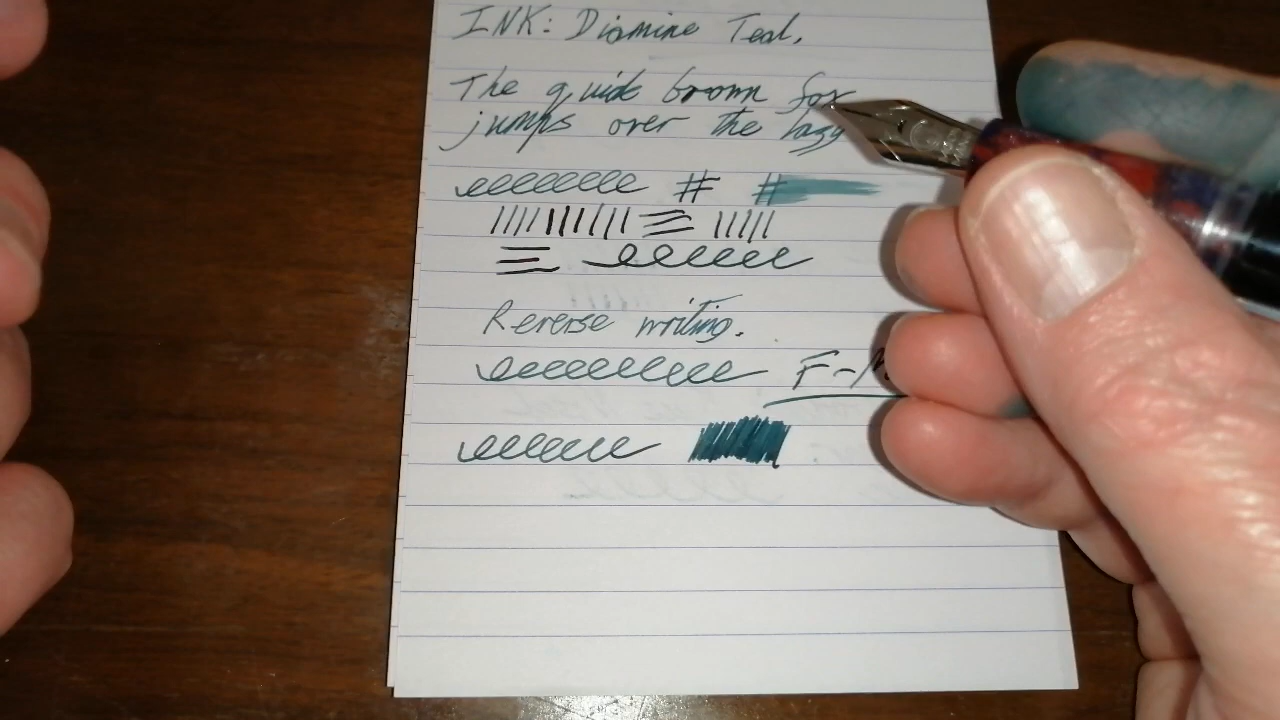 INK: Diamine Teal.
The quick brown fox
jumps over the lazy
# #
Reverse writing.
F-M